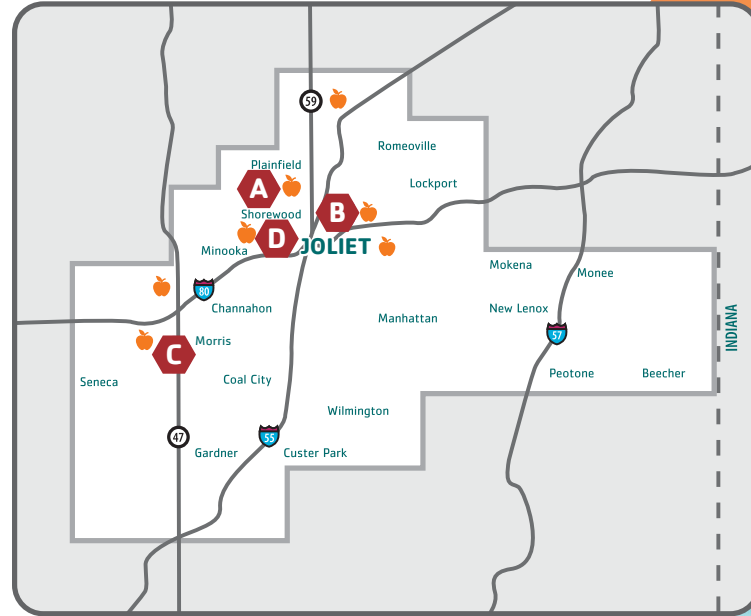 59
Romeoville
Plainfield
Lockport
A
Shorewood
B
D
JOLIET
Minooka
Mokena
Monee
80
Channahon
New Lenox
Manhattan
INDIANA
57
Morris
C
Coal City
Seneca
Peotone
Beecher
Wilmington
47
55
Gardner
Custer Park